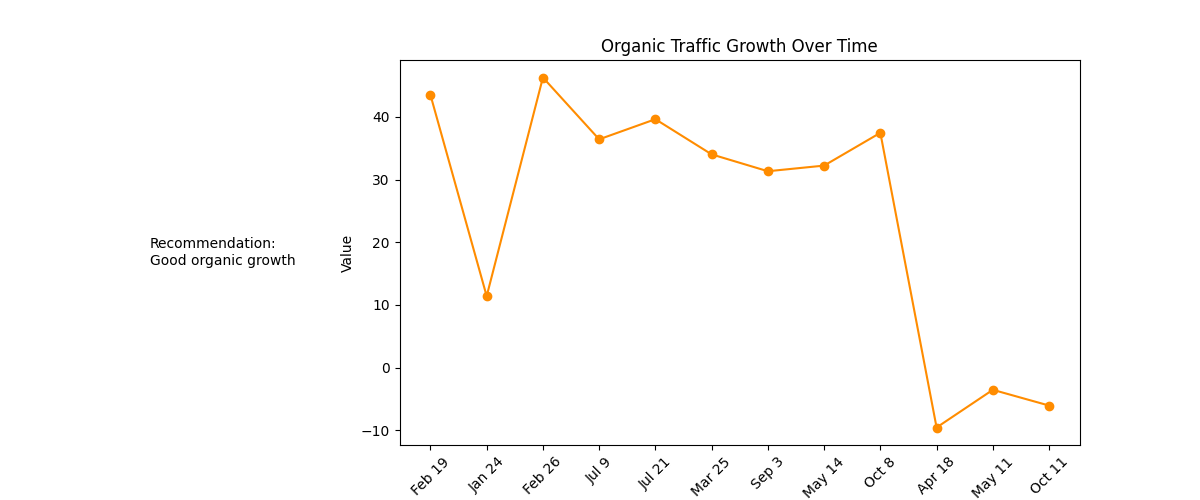 Organic Traffic Growth Over Time
Recommendation:
Good organic growth
Value
40
30
20
10
0
−10
Feb 19
Jan 24
Feb 26
Jul 9
Jul 21
Mar 25
Sep 3
May 14
Oct 8
Apr 18
May 11
Oct 11